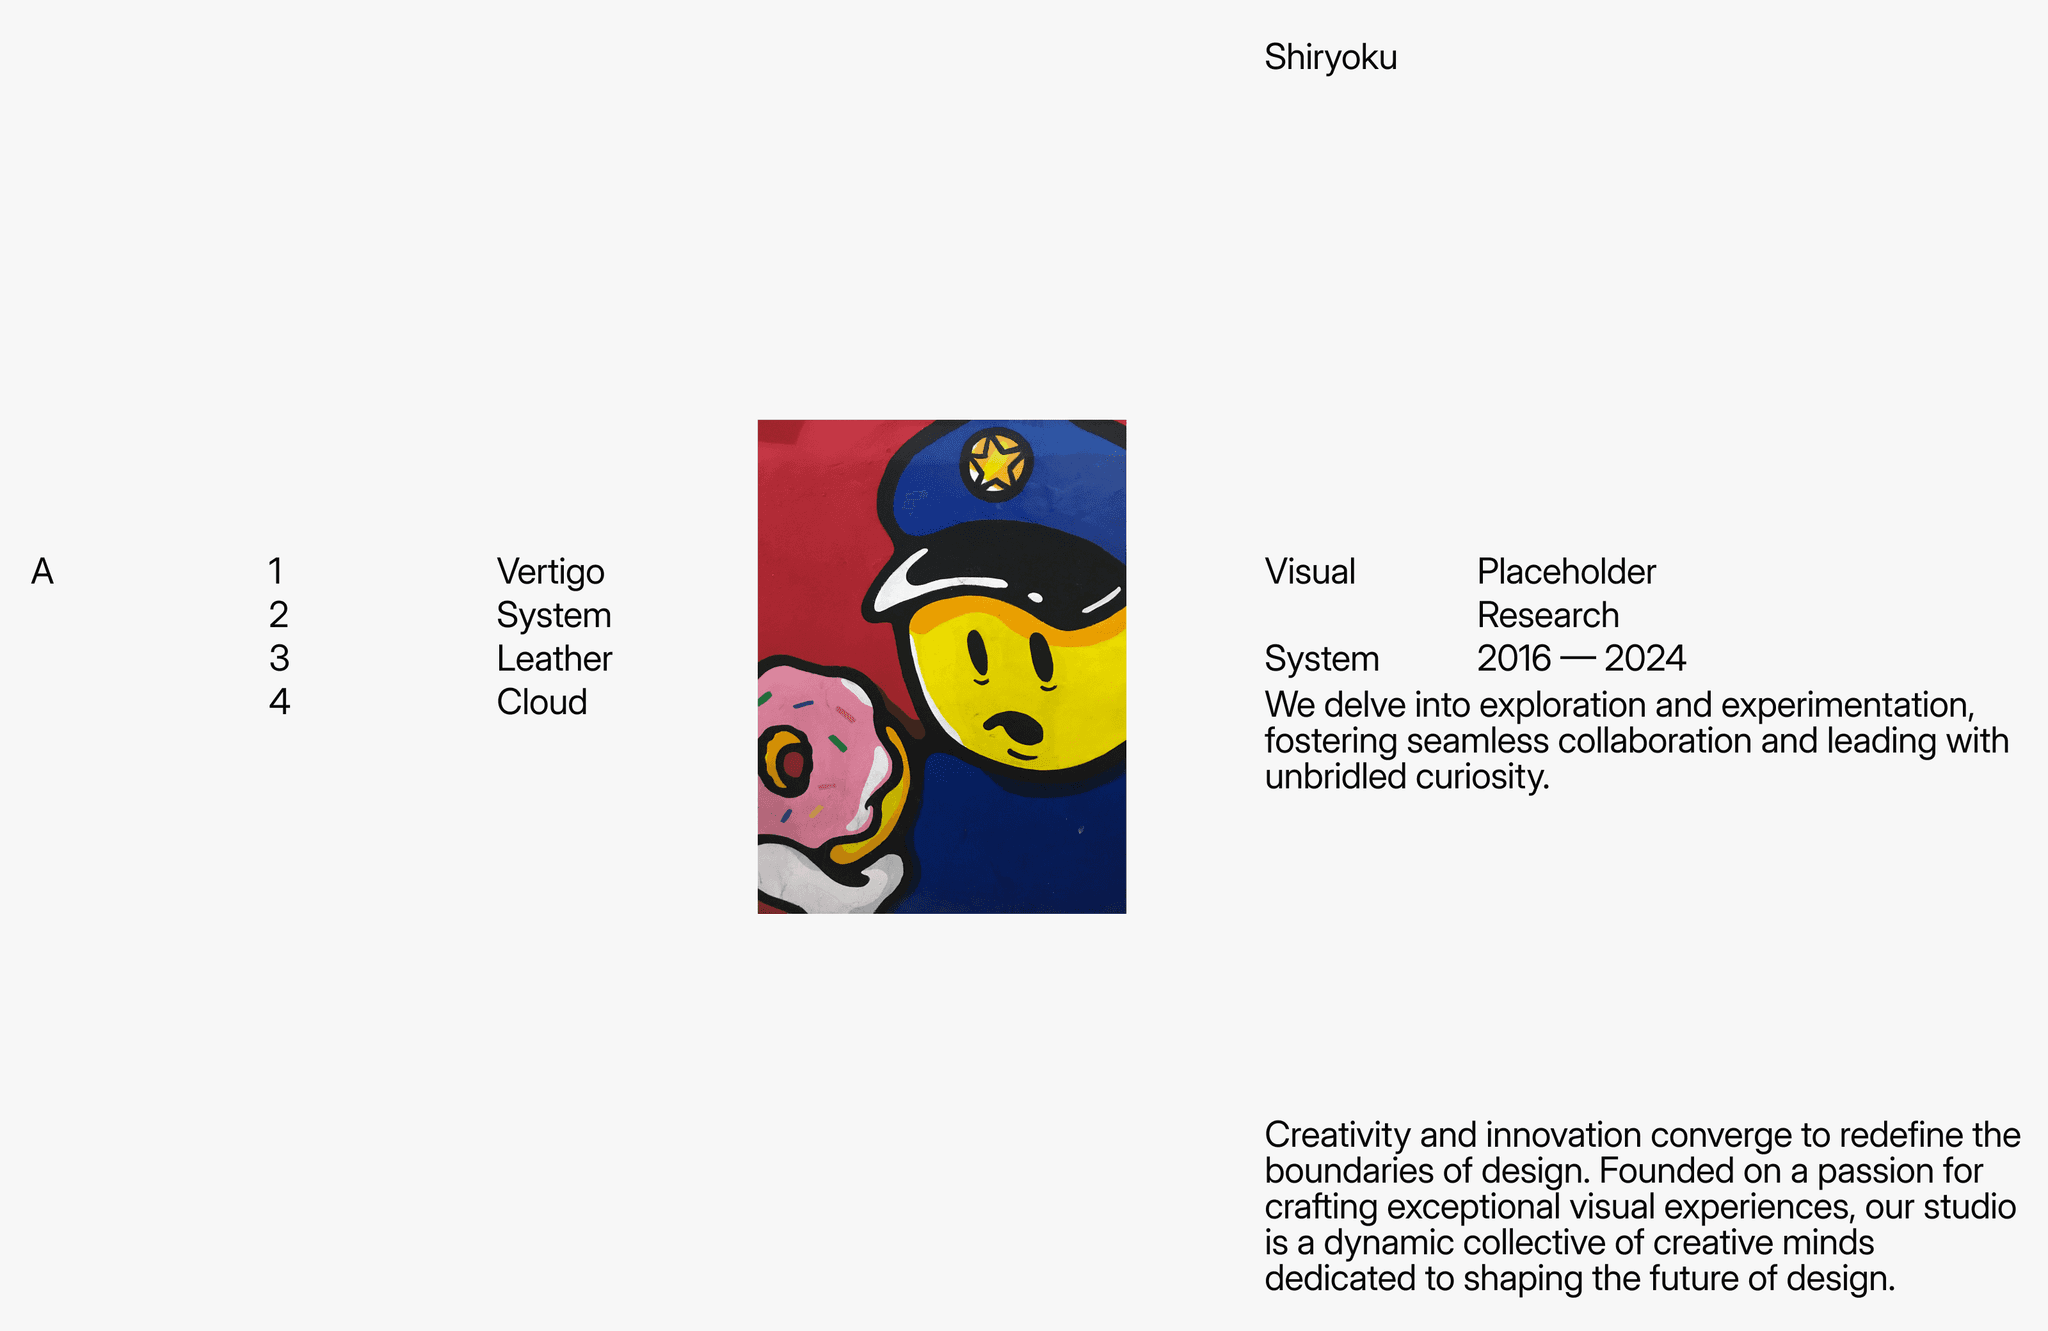 Shiryoku
A 1 Vertigo Visual Placeholder
2 System Research
3 Leather System 2016 — 2024
4 Cloud
We delve into exploration and experimentation,
fostering seamless collaboration and leading with
unbridled curiosity.
Creativity and innovation converge to redefine the
boundaries of design. Founded on a passion for
crafting exceptional visual experiences, our studio
is a dynamic collective of creative minds
dedicated to shaping the future of design.